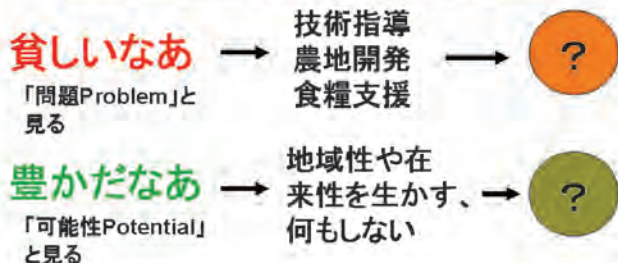 貧しいなあ
「問題Problem」と
見る
技術指導
農地開発
食糧支援
？
豊かだなあ
「可能性Potential」
と見る
地域性や在
来性を生かす、
何もしない
？